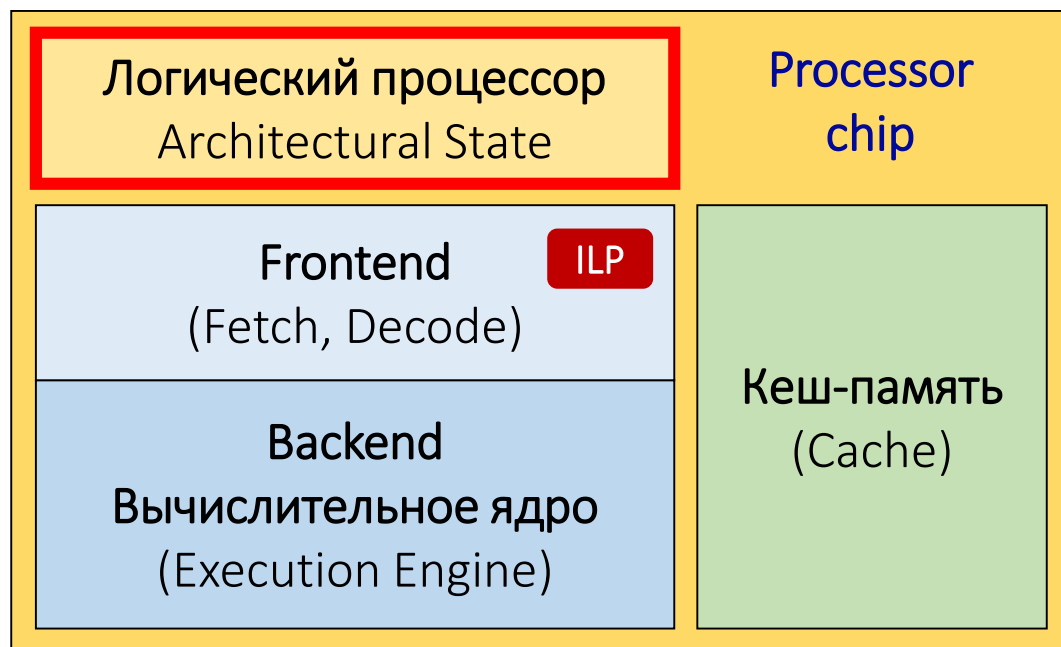 Логический процессор
Architectural State
Processor
chip
Frontend
ILP
(Fetch, Decode)
Backend
Вычислительное ядро
(Execution Engine)
Кеш-память
(Cache)